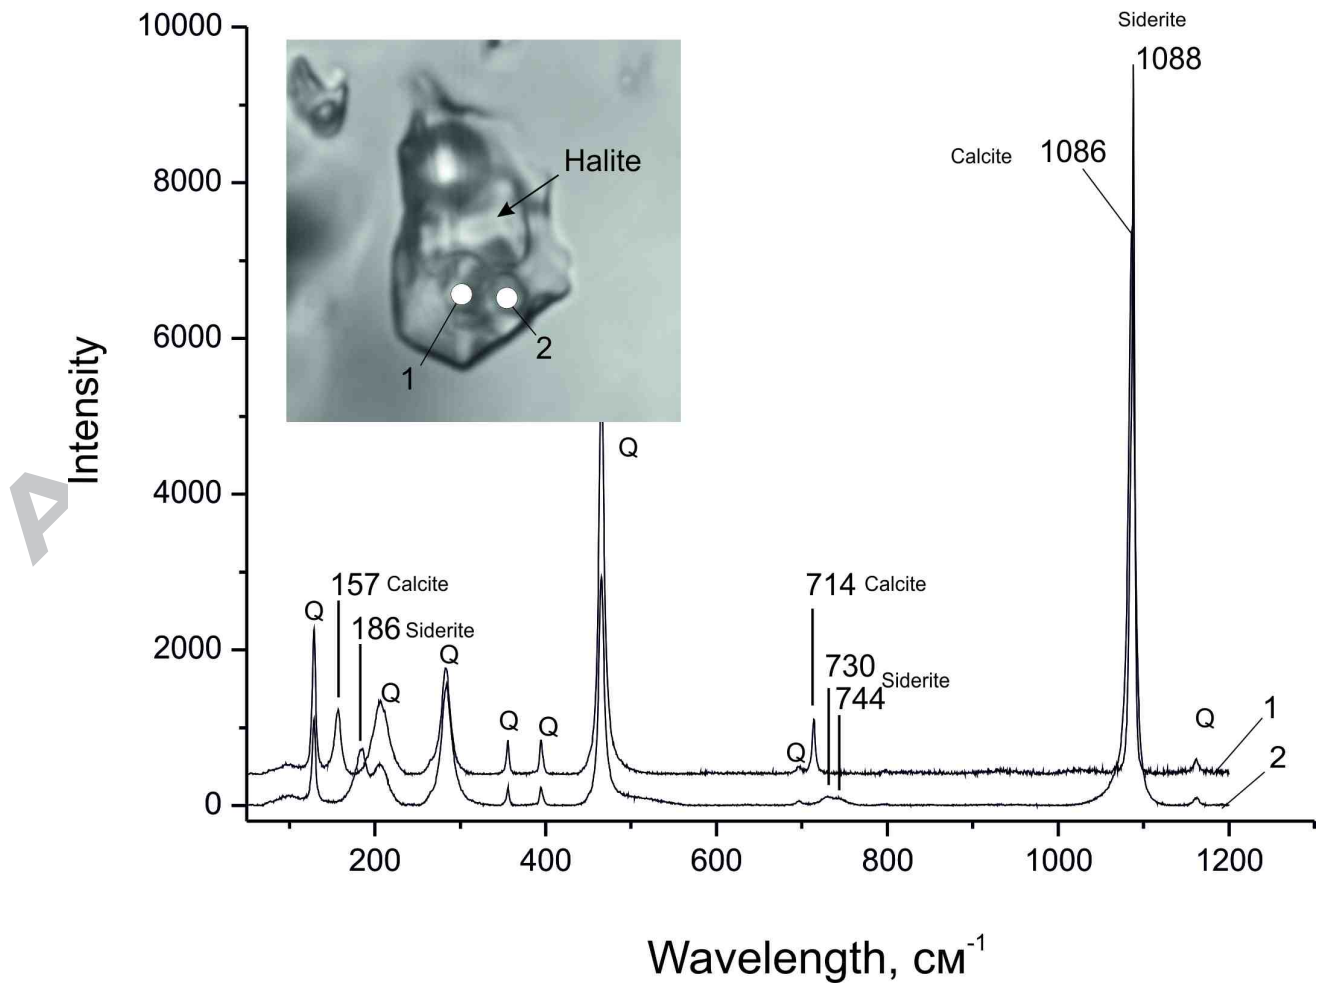 Siderite
1088
Calcite 1086
10000
8000
6000
4000
2000
0
Intensity
Halite
1
2
Q
157 Calcite
Q
186 Siderite
Q
Q
Q
Q
714 Calcite
730
Siderite
744
Q
Q
1
2
200
400
600
800
1000
1200
Wavelength, см-1
A